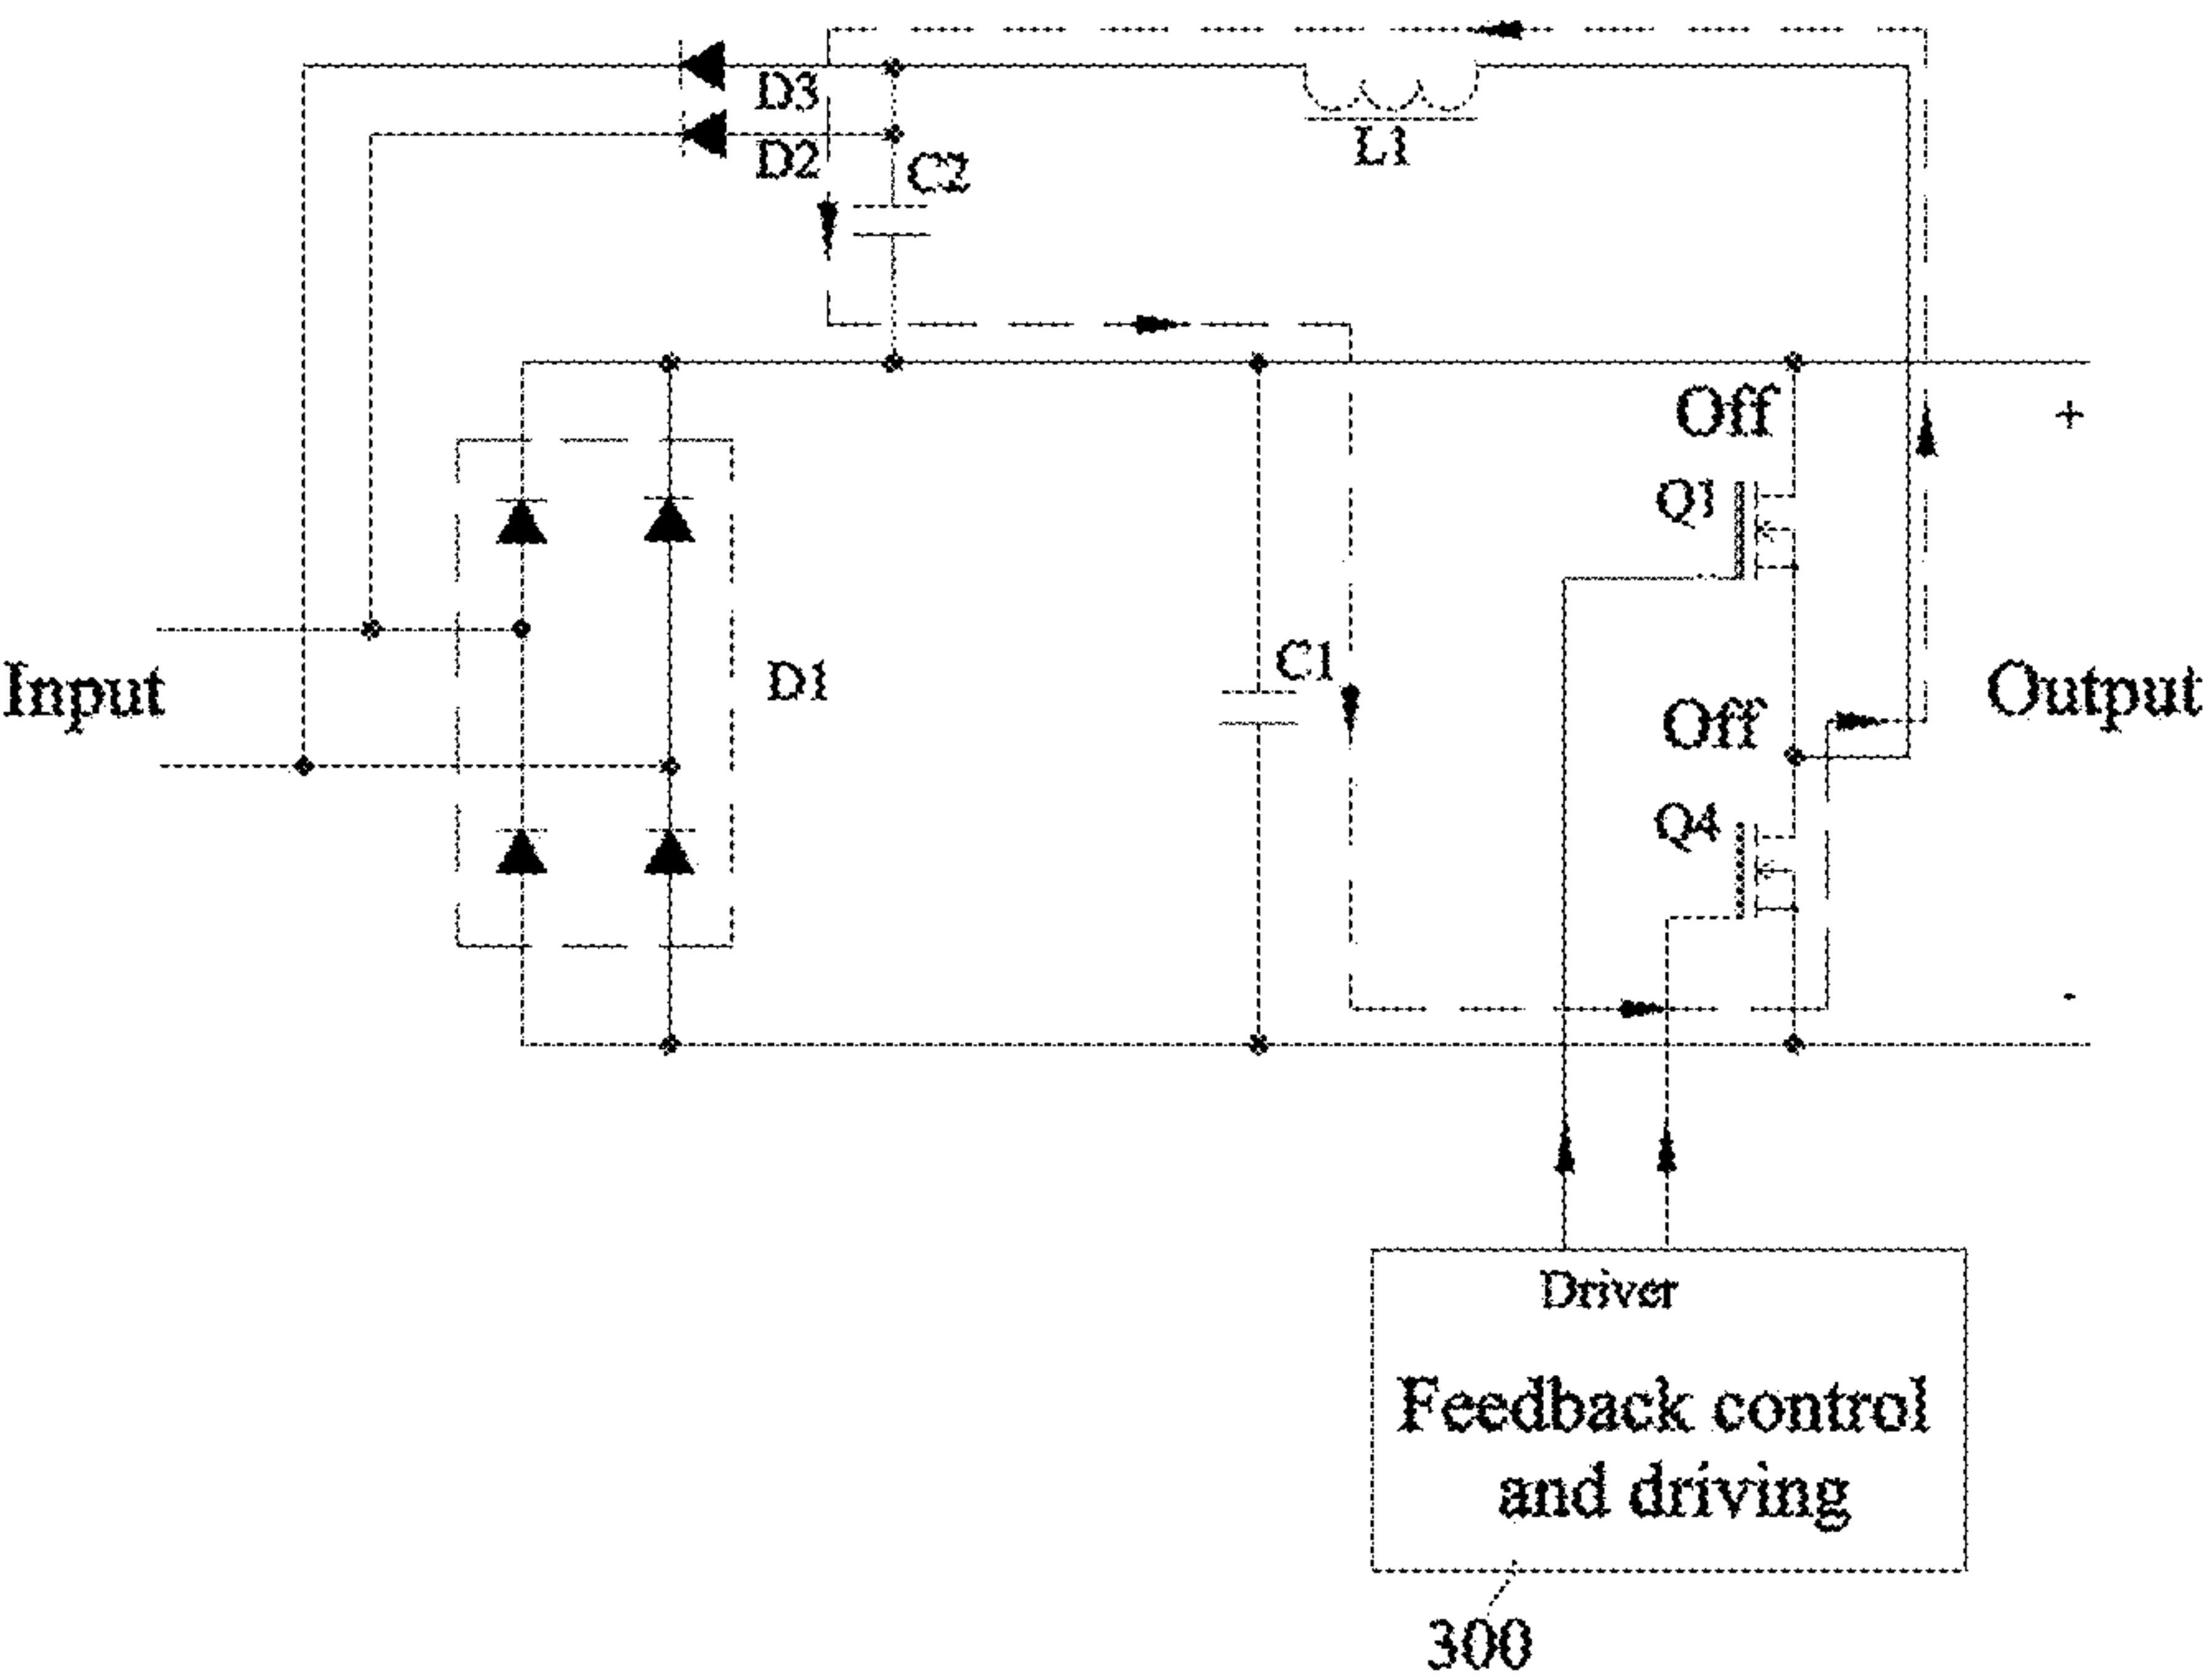 D3
D2
C2
L1
Off
+
Q1
Input
D1
C1
Off
Output
Q4
-
Driver
Feedback control
and driving
300